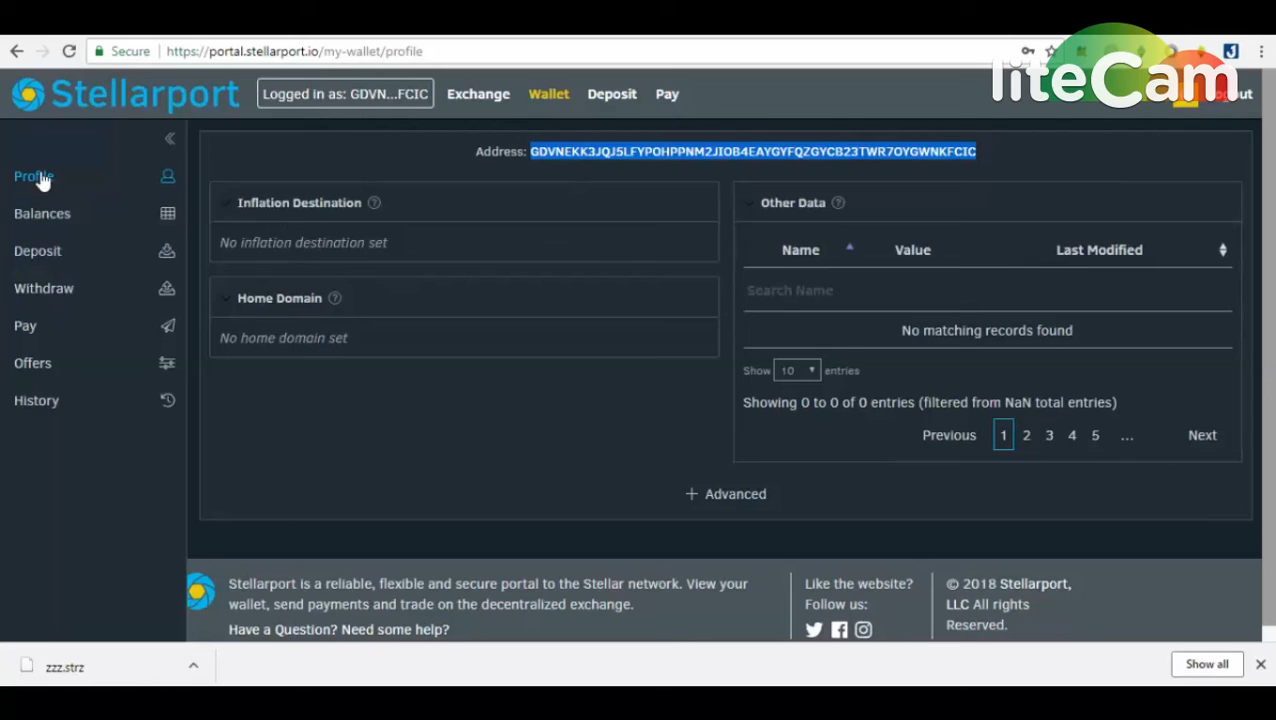 Secure https://portal.stellarport.io/my-wallet/profile
liteCam
Stellarport Logged in as: GDVN...FCIC Exchange Wallet Deposit Pay
Address: GDVNEKK3JQJ5LFYPOHPPNM2JIOB4EAYGYFQZGYCB23TWR7OYGWNKFCIC
Profile
Balances
Deposit
Withdraw
Pay
Offers
History
Inflation Destination ?
No inflation destination set
Home Domain ?
No home domain set
Other Data ?
Name Value Last Modified
Search Name
No matching records found
Show 10 entries
Showing 0 to 0 of 0 entries (filtered from NaN total entries)
Previous 1 2 3 4 5 ... Next
+ Advanced
Stellarport is a reliable, flexible and secure portal to the Stellar network. View your
wallet, send payments and trade on the decentralized exchange.
Have a Question? Need some help?
Like the website?
Follow us:
© 2018 Stellarport,
LLC All rights
Reserved.
zzz.strz
Show all